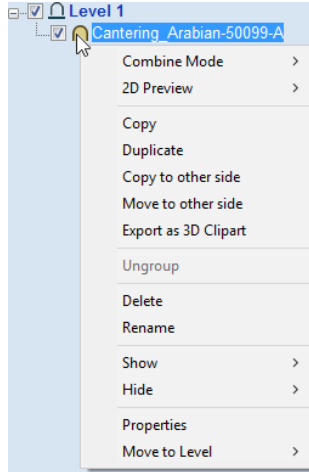 Level 1
Cantering_Arabian-50099-A
Combine Mode
2D Preview
Copy
Duplicate
Copy to other side
Move to other side
Export as 3D Clipart
Ungroup
Delete
Rename
Show
Hide
Properties
Move to Level